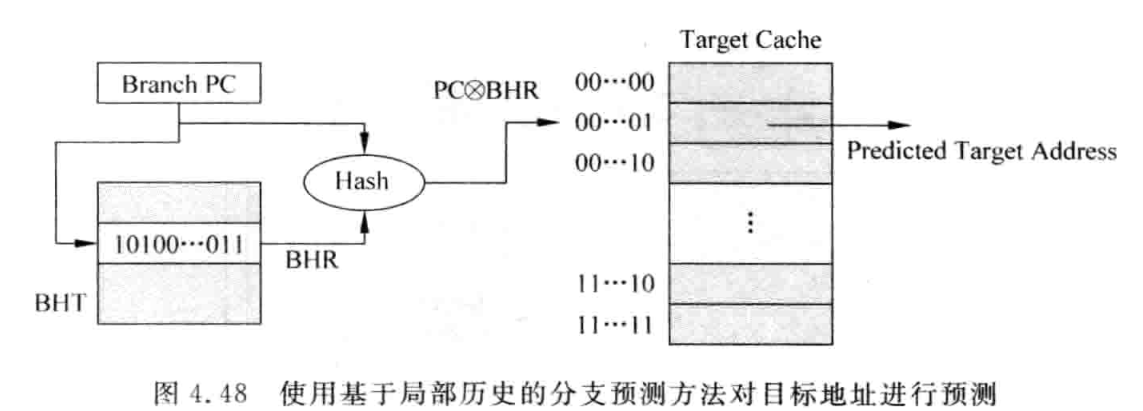 Target Cache
Branch PC
PC⊗BHR
00…00
00…01
00…10
Predicted Target Address
Hash
⋮
10100…011
BHR
BHT
11…10
11…11
图 4.48 使用基于局部历史的分支预测方法对目标地址进行预测